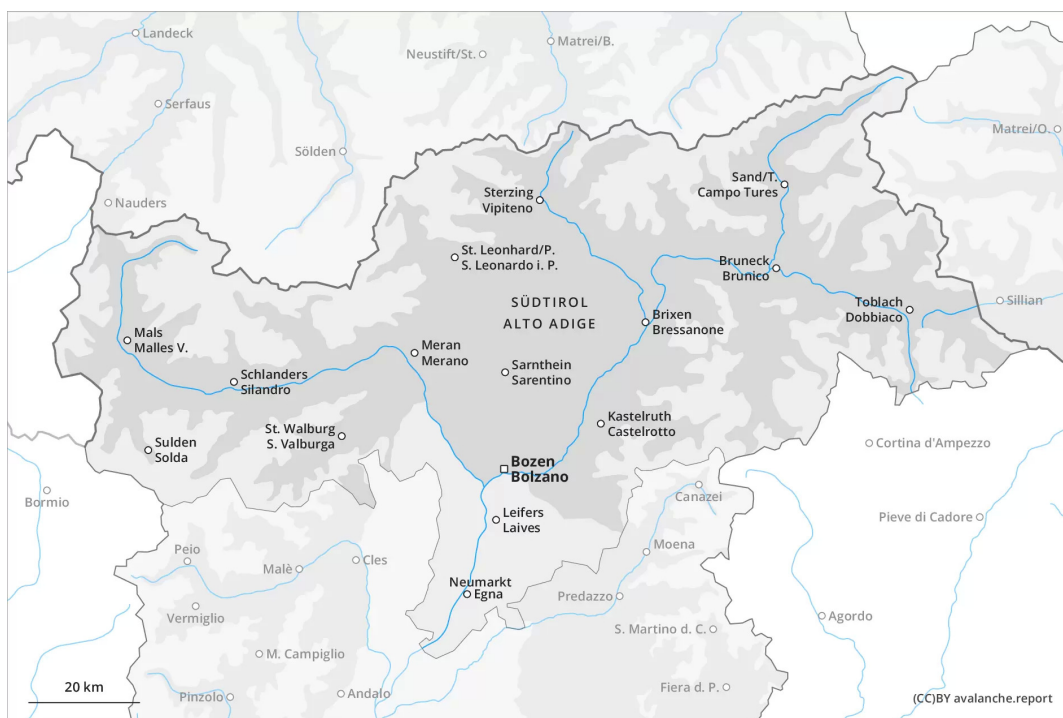 Landeck
Neustift/St.
Matrei/B.
Serfaus
Matrei/O.
Sölden
Sand/T.
Campo Tures
Sterzing
Vipiteno
Nauders
St. Leonhard/P.
S. Leonardo i. P.
Bruneck
Brunico
Toblach
Dobbiaco
Sillian
SÜDTIROL
ALTO ADIGE
Brixen
Bressanone
Mals
Malles V.
Meran
Merano
Sarnthein
Sarentino
Schlanders
Silandro
Kastelruth
Castelrotto
St. Walburg
S. Valburga
Sulden
Solda
Cortina d'Ampezzo
Bozen
Bolzano
Bormio
Canazei
Leifers
Laives
Pieve di Cadore
Peio
Cles
Moena
Malè
Neumarkt
Egna
Predazzo
Vermiglio
Agordo
S. Martino d. C.
M. Campiglio
20 km
Pinzolo
Andalo
Fiera d. P.
(CC)BY avalanche.report